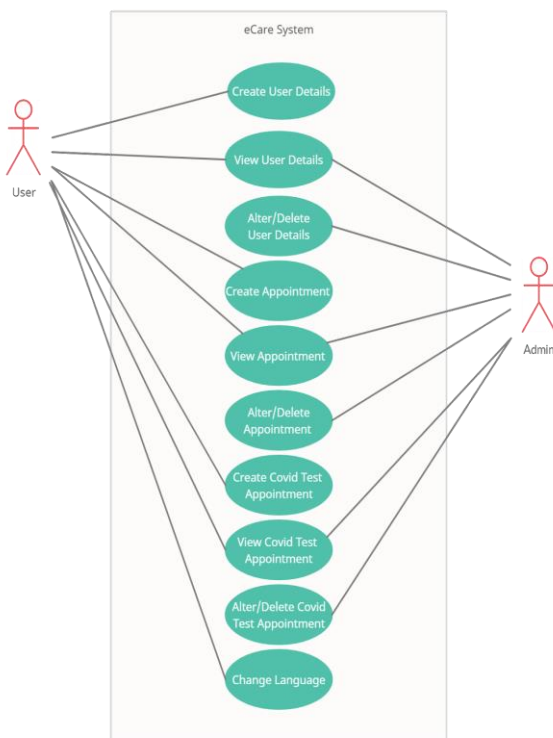 eCare System
Create User Details
View User Details
User
Alter/Delete
User Details
Create Appointment
View Appointment
Admin
Alter/Delete
Appointment
Create Covid Test
Appointment
View Covid Test
Appointment
Alter/Delete Covid
Test Appointment
Change Language